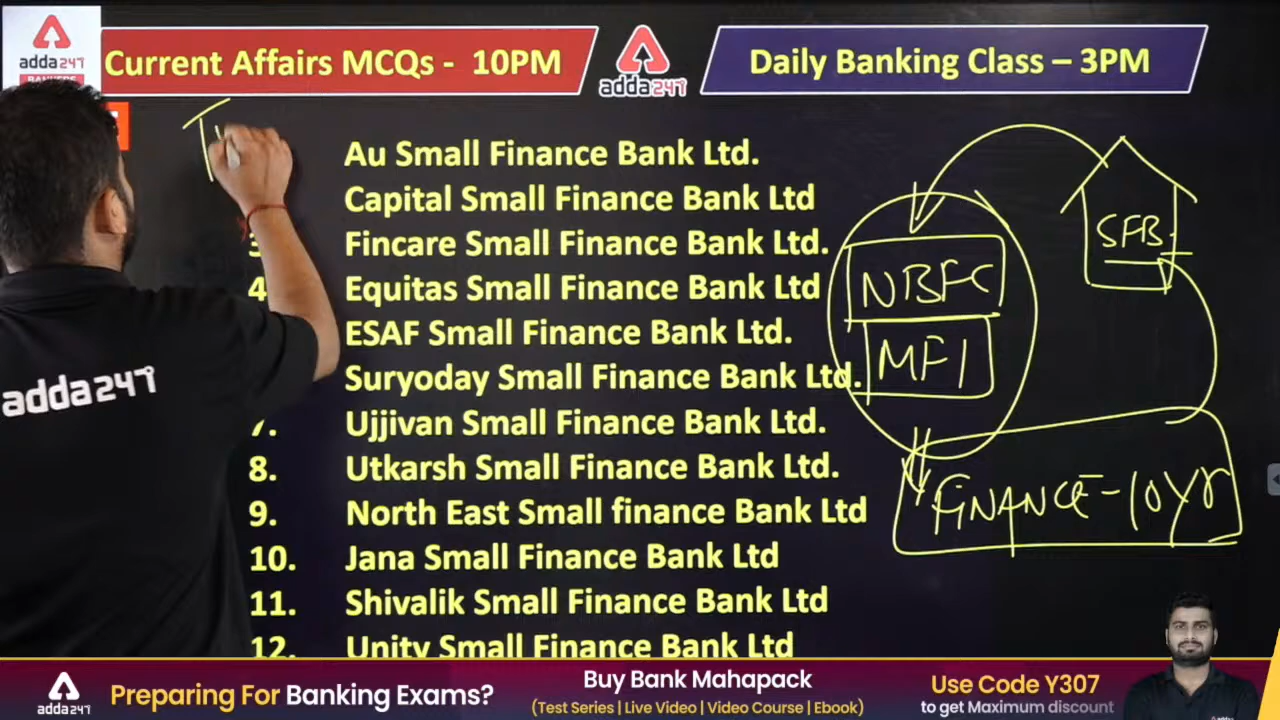 adda247
Current Affairs MCQs - 10PM
adda247
Daily Banking Class – 3PM
Au Small Finance Bank Ltd.
Capital Small Finance Bank Ltd
Fincare Small Finance Bank Ltd.
4 Equitas Small Finance Bank Ltd
ESAF Small Finance Bank Ltd.
Suryoday Small Finance Bank Ltd.
7. Ujjivan Small Finance Bank Ltd.
8. Utkarsh Small Finance Bank Ltd.
9. North East Small finance Bank Ltd
10. Jana Small Finance Bank Ltd
11. Shivalik Small Finance Bank Ltd
12. Unity Small Finance Bank Ltd
SFB
NBFC
MFI
FINANCE - 10 yr
adda247
adda247
Preparing For Banking Exams?
Buy Bank Mahapack
(Test Series | Live Video | Video Course | Ebook)
Use Code Y307
to get Maximum discount